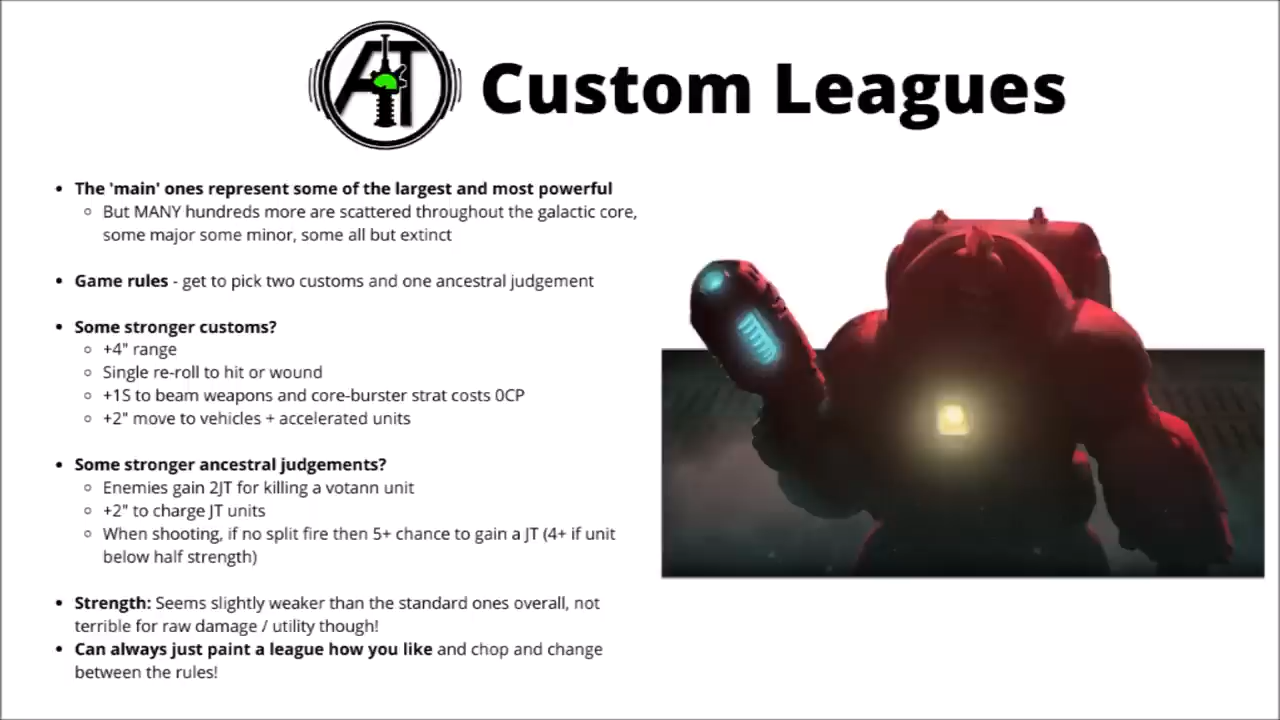 AT
Custom Leagues
• The 'main' ones represent some of the largest and most powerful
◦ But MANY hundreds more are scattered throughout the galactic core,
some major some minor, some all but extinct
• Game rules - get to pick two customs and one ancestral judgement
• Some stronger customs?
◦ +4" range
◦ Single re-roll to hit or wound
◦ +1S to beam weapons and core-burster strat costs 0CP
◦ +2" move to vehicles + accelerated units
• Some stronger ancestral judgements?
◦ Enemies gain 2JT for killing a votann unit
◦ +2" to charge JT units
◦ When shooting, if no split fire then 5+ chance to gain a JT (4+ if unit
below half strength)
• Strength: Seems slightly weaker than the standard ones overall, not
terrible for raw damage / utility though!
• Can always just paint a league how you like and chop and change
between the rules!